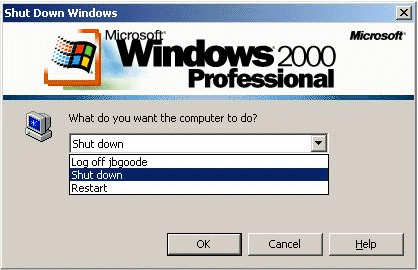 Shut Down Windows
Microsoft
Windows 2000
Professional
Microsoft
What do you want the computer to do?
Shut down
Log off jbgoode
Shut down
Restart
OK
Cancel
Help